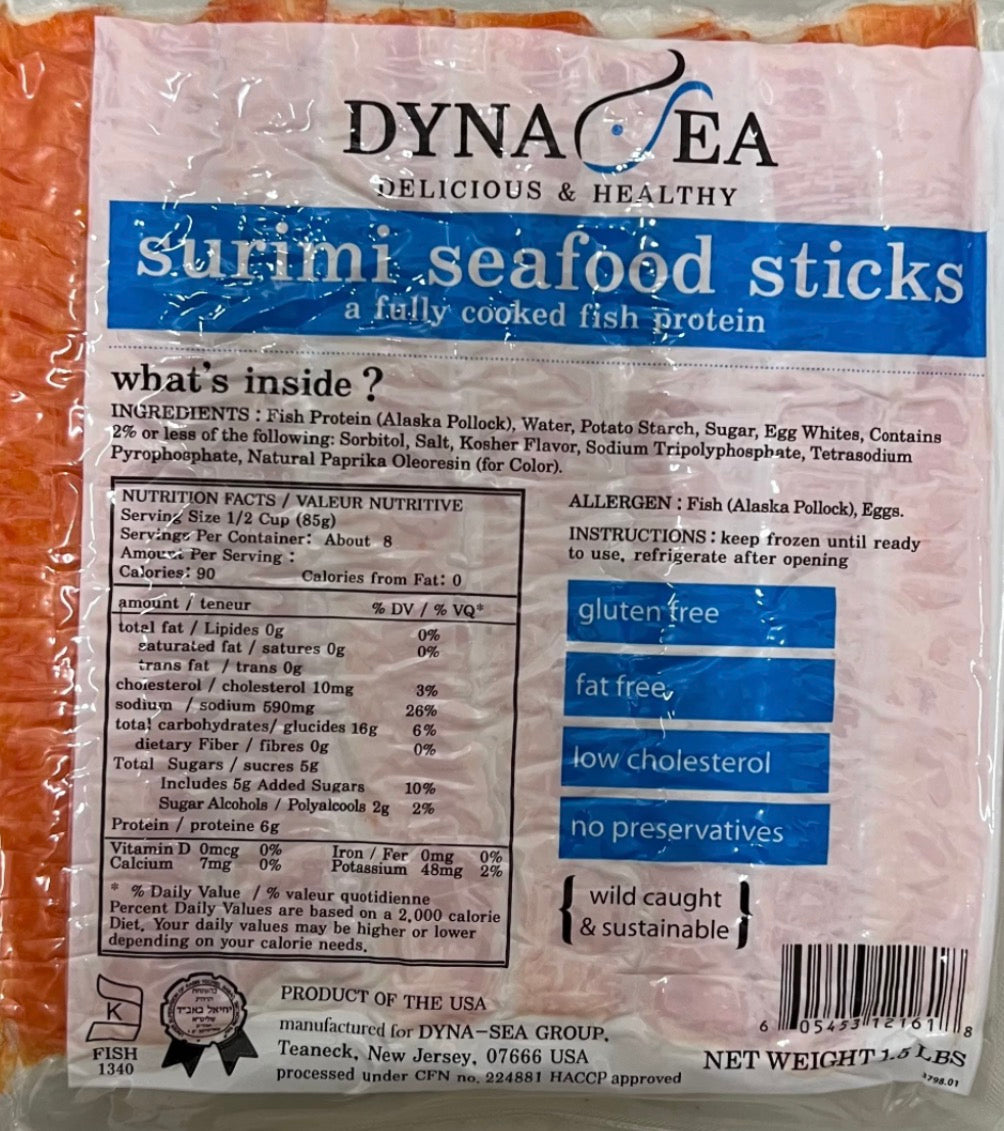 DYNA SEA
DELICIOUS & HEALTHY
surimi seafood sticks
a fully cooked fish protein
what's inside ?
INGREDIENTS : Fish Protein (Alaska Pollock), Water, Potato Starch, Sugar, Egg Whites, Contains
2% or less of the following: Sorbitol, Salt, Kosher Flavor, Sodium Tripolyphosphate, Tetrasodium
Pyrophosphate, Natural Paprika Oleoresin (for Color).
NUTRITION FACTS / VALEUR NUTRITIVE
Serving Size 1/2 Cup (85g)
Servings Per Container: About 8
Amount Per Serving :
Calories: 90 Calories from Fat: 0
amount / teneur % DV / % VQ*
total fat / Lipides 0g 0%
saturated fat / satures 0g 0%
trans fat / trans 0g
cholesterol / cholesterol 10mg 3%
sodium / sodium 590mg 26%
total carbohydrates/ glucides 16g 6%
dietary Fiber / fibres 0g 0%
Total Sugars / sucres 5g
Includes 5g Added Sugars 10%
Sugar Alcohols / Polyalcools 2g 2%
Protein / proteine 6g
Vitamin D 0mcg 0% Iron / Fer 0mg 0%
Calcium 7mg 0% Potassium 48mg 2%
* % Daily Value / % valeur quotidienne
Percent Daily Values are based on a 2,000 calorie
Diet. Your daily values may be higher or lower
depending on your calorie needs.
ALLERGEN : Fish (Alaska Pollock), Eggs.
INSTRUCTIONS : keep frozen until ready
to use, refrigerate after opening
gluten free
fat free
low cholesterol
no preservatives
wild caught
& sustainable
K
FISH
1340
יחיאל באב״ד
PRODUCT OF THE USA
manufactured for DYNA-SEA GROUP.
Teaneck, New Jersey, 07666 USA
processed under CFN no. 224881 HACCP approved
6 05453 12161 8
NET WEIGHT 1.5 LBS
3798.01